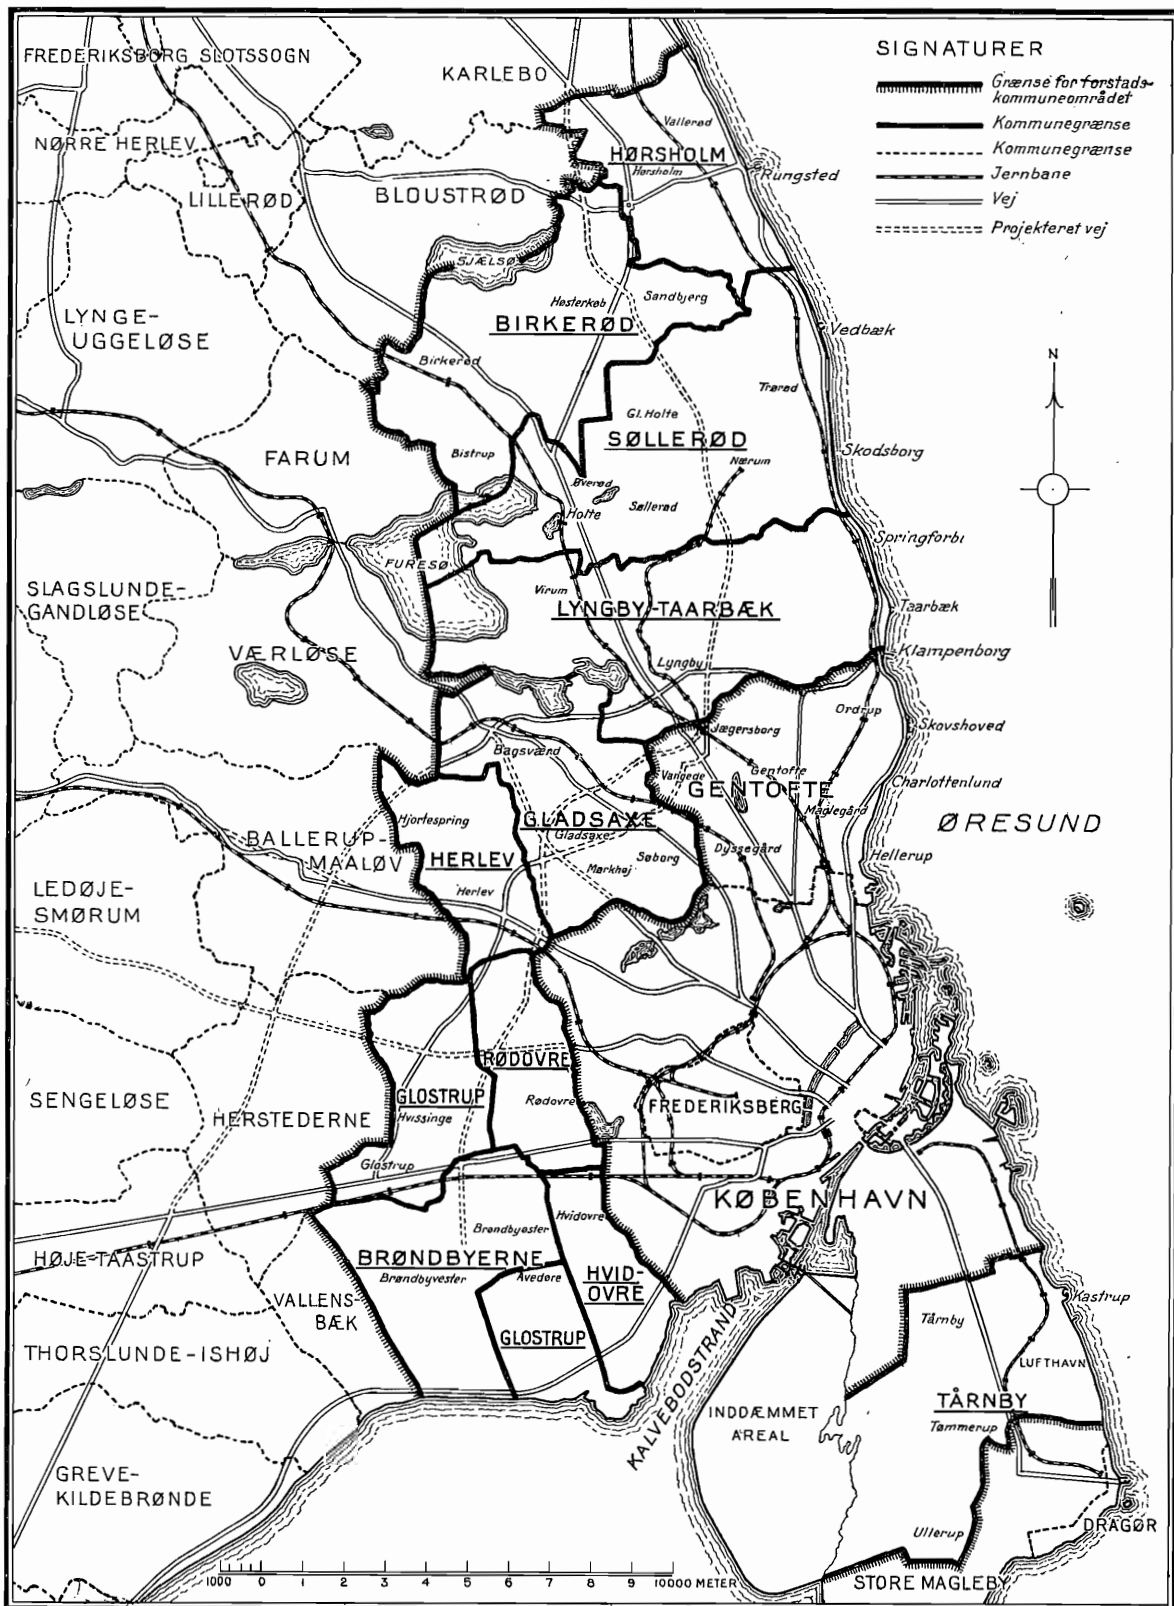 SIGNATURER
Grænse for forstads-
kommuneområdet
Kommunegrænse
Kommunegrænse
Jernbane
Vej
Projekteret vej
N
FREDERIKSBORG SLOTSSOGN
KARLEBO
NØRRE HERLEV
LILLERØD
BLOUSTRØD
Vallerød
HØRSHOLM
Hørsholm
Rungsted
SJÆLSØ
LYNGE-
UGGELØSE
Høsterkøb
Sandbjerg
BIRKERØD
Birkerød
Vedbæk
Trørød
Gl. Holte
SØLLERØD
FARUM
Bistrup
Nærum
Skodsborg
Øverød
Holte
Søllerød
Springforbi
FURESØ
SLAGSLUNDE-
GANDLØSE
Virum
LYNGBY-TAARBÆK
Taarbæk
VÆRLØSE
Lyngby
Klampenborg
Ordrup
Skovshoved
Jægersborg
Bagsværd
Vangede
Gentofte
GENTOFTE
Charlottenlund
Maglegård
ØRESUND
Hjortespring
GLADSAXE
Gladsaxe
BALLERUP-
MAALØV
HERLEV
Herlev
Mørkhøj
Søborg
Dyssegård
Hellerup
LEDØJE-
SMØRUM
RØDOVRE
Rødovre
GLOSTRUP
Hvissinge
FREDERIKSBERG
SENGELØSE
HERSTEDERNE
Glostrup
KØBENHAVN
Hvidovre
Brøndbyøster
BRØNDBYERNE
Brøndbyvester
Avedøre
HVID-
OVRE
HØJE-TAASTRUP
VALLENS-
BÆK
GLOSTRUP
THORSLUNDE-ISHØJ
KALVEBODSTRAND
Kastrup
Tårnby
LUFTHAVN
TÅRNBY
Tømmerup
INDDÆMMET
AREAL
GREVE-
KILDEBRØNDE
Ullerup
DRAGØR
STORE MAGLEBY
1000 0 1 2 3 4 5 6 7 8 9 10000 METER